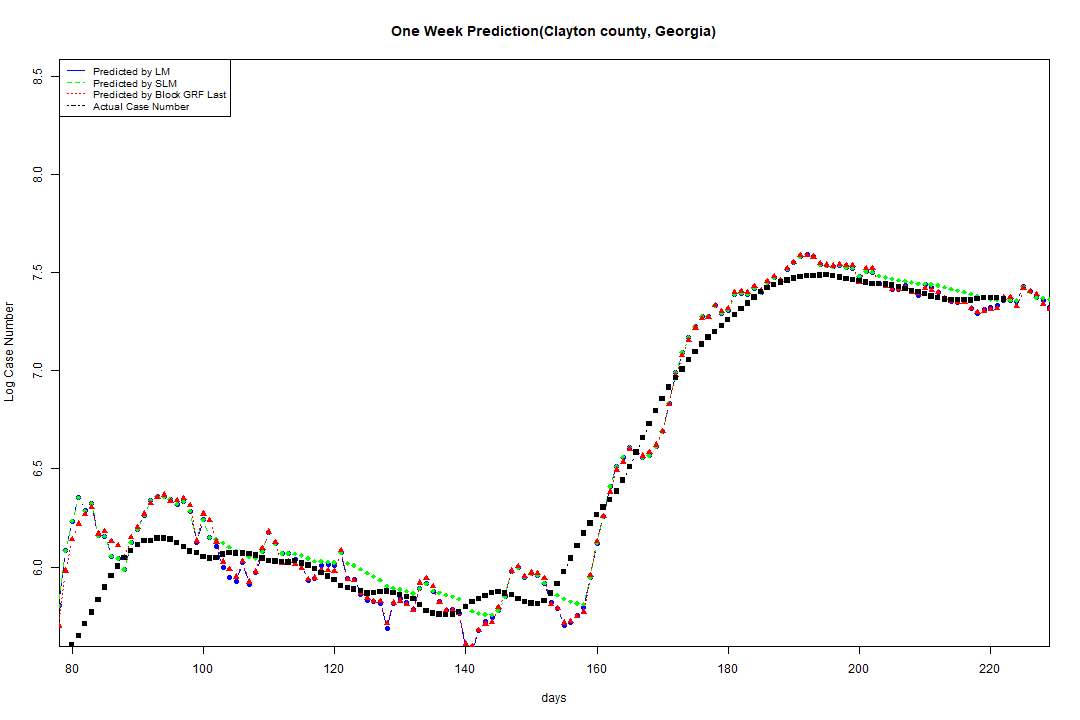 One Week Prediction(Clayton county, Georgia)
Predicted by LM
Predicted by SLM
Predicted by Block GRF Last
Actual Case Number
Log Case Number
8.5
8.0
7.5
7.0
6.5
6.0
80 100 120 140 160 180 200 220
days